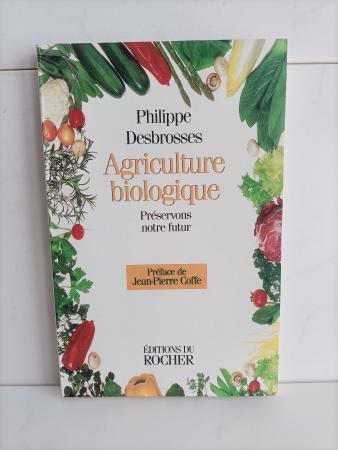 Philippe
Desbrosses
Agriculture
biologique
Préservons
notre futur
Préface de
Jean-Pierre Coffe
ÉDITIONS DU
ROCHER